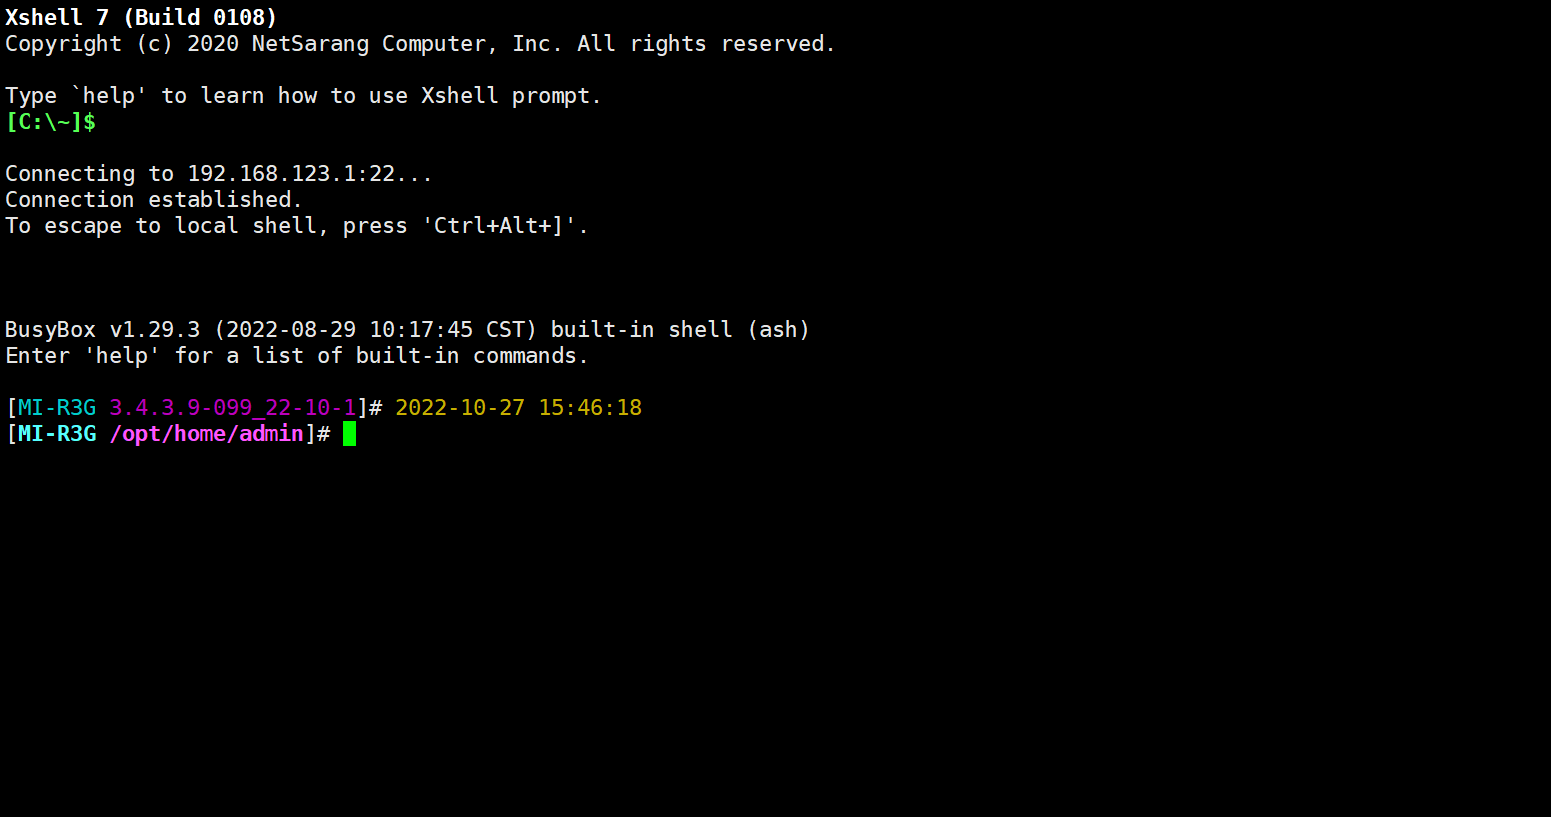 Xshell 7 (Build 0108)
Copyright (c) 2020 NetSarang Computer, Inc. All rights reserved.
Type `help' to learn how to use Xshell prompt.
[C:\~]$
Connecting to 192.168.123.1:22...
Connection established.
To escape to local shell, press 'Ctrl+Alt+]'.
BusyBox v1.29.3 (2022-08-29 10:17:45 CST) built-in shell (ash)
Enter 'help' for a list of built-in commands.
[MI-R3G 3.4.3.9-099_22-10-1]# 2022-10-27 15:46:18
[MI-R3G /opt/home/admin]#